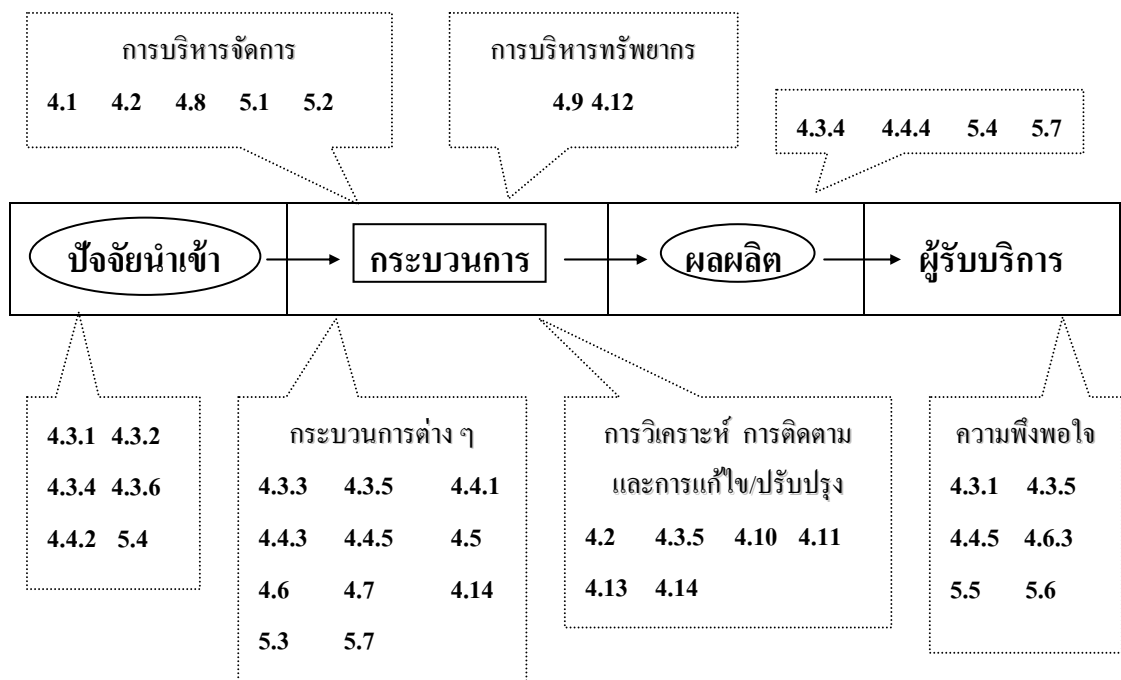 การบริหารจัดการ
4.1 4.2 4.8 5.1 5.2
การบริหารทรัพยากร
4.9 4.12
4.3.4 4.4.4 5.4 5.7
ปัจจัยนำเข้า
กระบวนการ
ผลผลิต
ผู้รับบริการ
4.3.1 4.3.2
4.3.4 4.3.6
4.4.2 5.4
กระบวนการต่าง ๆ
4.3.3 4.3.5 4.4.1
4.4.3 4.4.5 4.5
4.6 4.7 4.14
5.3 5.7
การวิเคราะห์ การติดตาม
และการแก้ไข/ปรับปรุง
4.2 4.3.5 4.10 4.11
4.13 4.14
ความพึงพอใจ
4.3.1 4.3.5
4.4.5 4.6.3
5.5 5.6